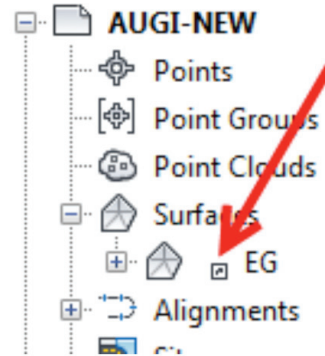 AUGI-NEW
Points
Point Groups
Point Clouds
Surfaces
EG
Alignments